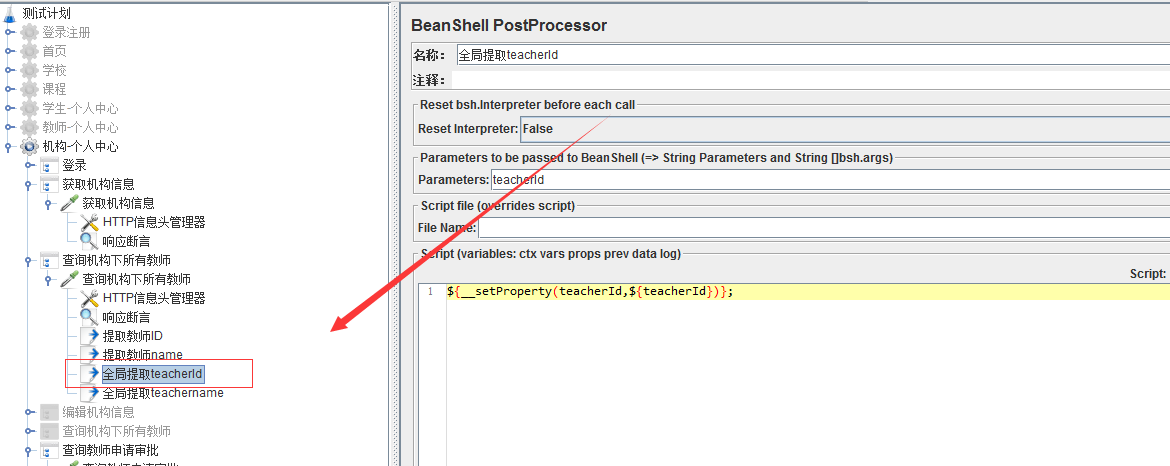 测试计划
登录注册
首页
学校
课程
学生-个人中心
教师-个人中心
机构-个人中心
登录
获取机构信息
获取机构信息
HTTP信息头管理器
响应断言
查询机构下所有教师
查询机构下所有教师
HTTP信息头管理器
响应断言
提取教师ID
提取教师name
全局提取teacherId
全局提取teachername
编辑机构信息
查询机构下所有教师
查询教师申请审批
查询教师申请审批
BeanShell PostProcessor
名称: 全局提取teacherId
注释:
Reset bsh.Interpreter before each call
Reset Interpreter: False
Parameters to be passed to BeanShell (=> String Parameters and String []bsh.args)
Parameters: teacherId
Script file (overrides script)
File Name:
Script (variables: ctx vars props prev data log)
Script:
1 ${__setProperty(teacherId,${teacherId})};